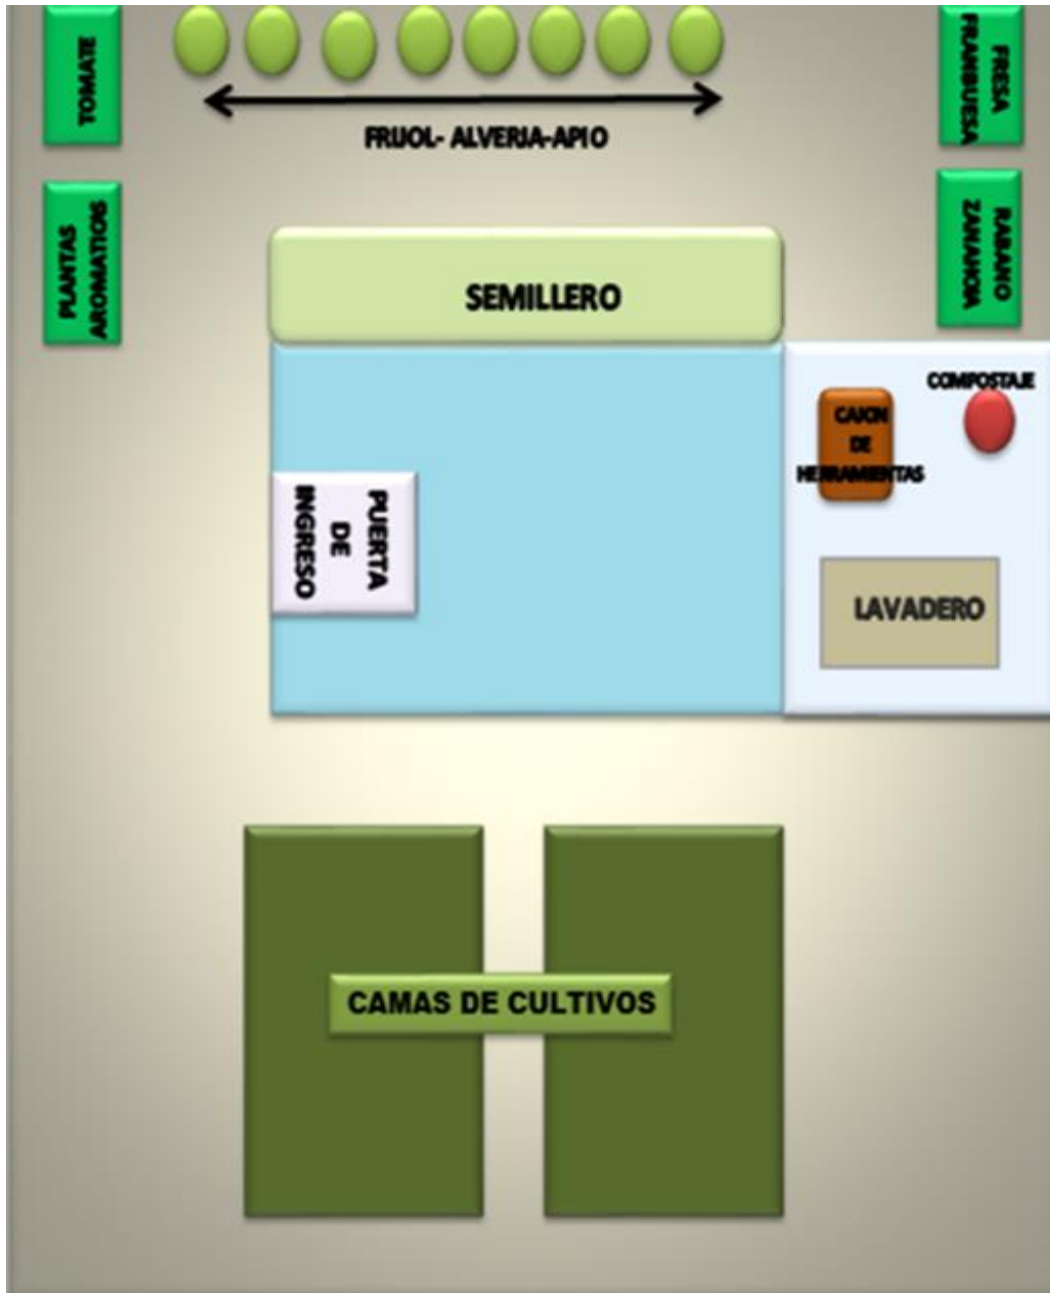 TOMATE
FRIJOL- ALVERJA-APIO
FRESA
FRAMBUESA
PLANTAS
AROMATICAS
RABANO
ZANAHORIA
SEMILLERO
COMPOSTAJE
CAJON
DE
HERRAMIENTAS
PUERTA
DE
INGRESO
LAVADERO
CAMAS DE CULTIVOS